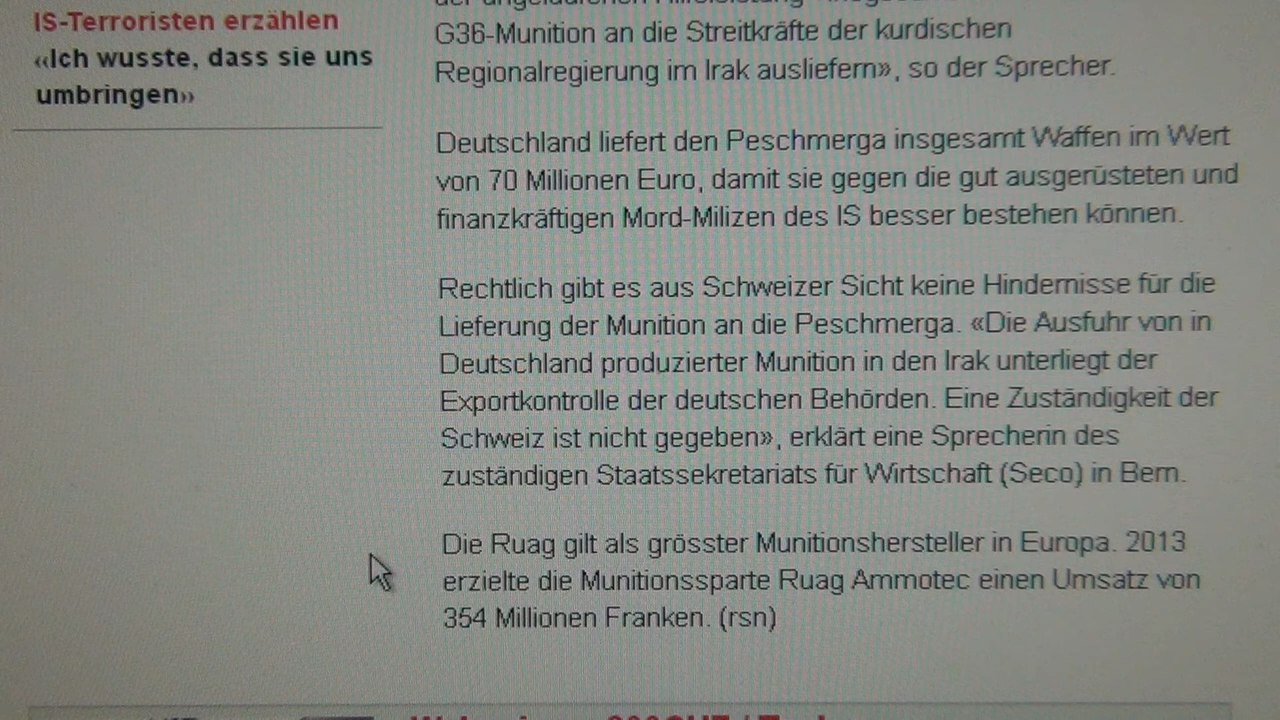 IS-Terroristen erzählen
«Ich wusste, dass sie uns
umbringen»
G36-Munition an die Streitkräfte der kurdischen
Regionalregierung im Irak ausliefern», so der Sprecher.
Deutschland liefert den Peschmerga insgesamt Waffen im Wert
von 70 Millionen Euro, damit sie gegen die gut ausgerüsteten und
finanzkräftigen Mord-Milizen des IS besser bestehen können.
Rechtlich gibt es aus Schweizer Sicht keine Hindernisse für die
Lieferung der Munition an die Peschmerga. «Die Ausfuhr von in
Deutschland produzierter Munition in den Irak unterliegt der
Exportkontrolle der deutschen Behörden. Eine Zuständigkeit der
Schweiz ist nicht gegeben», erklärt eine Sprecherin des
zuständigen Staatssekretariats für Wirtschaft (Seco) in Bern.
Die Ruag gilt als grösster Munitionshersteller in Europa. 2013
erzielte die Munitionssparte Ruag Ammotec einen Umsatz von
354 Millionen Franken. (rsn)